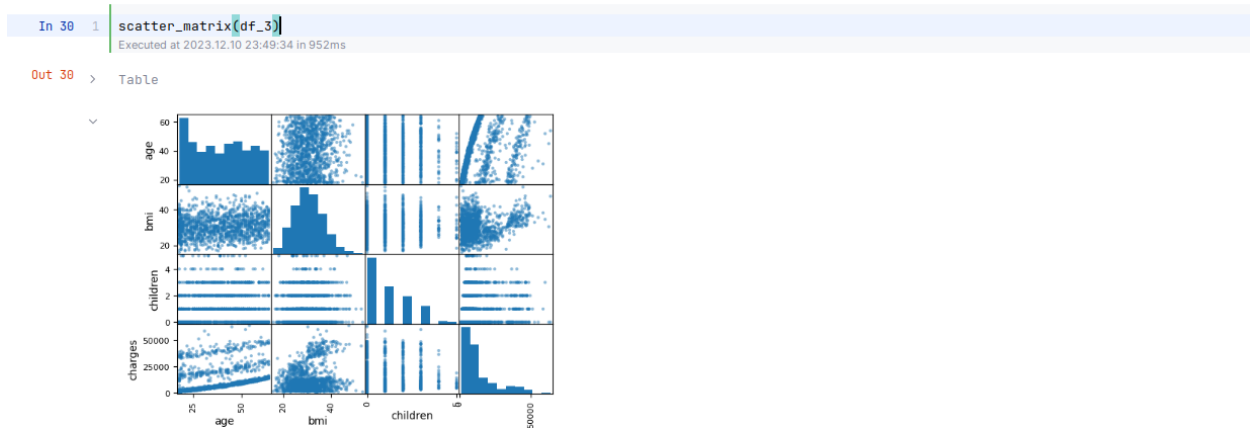 In 30 1 scatter_matrix(df_3)
Executed at 2023.12.10 23:49:34 in 952ms
Out 30 > Table
age
60
40
20
bmi
40
20
children
4
2
0
charges
50000
25000
0
25 50 20 40 0 50000
age bmi children